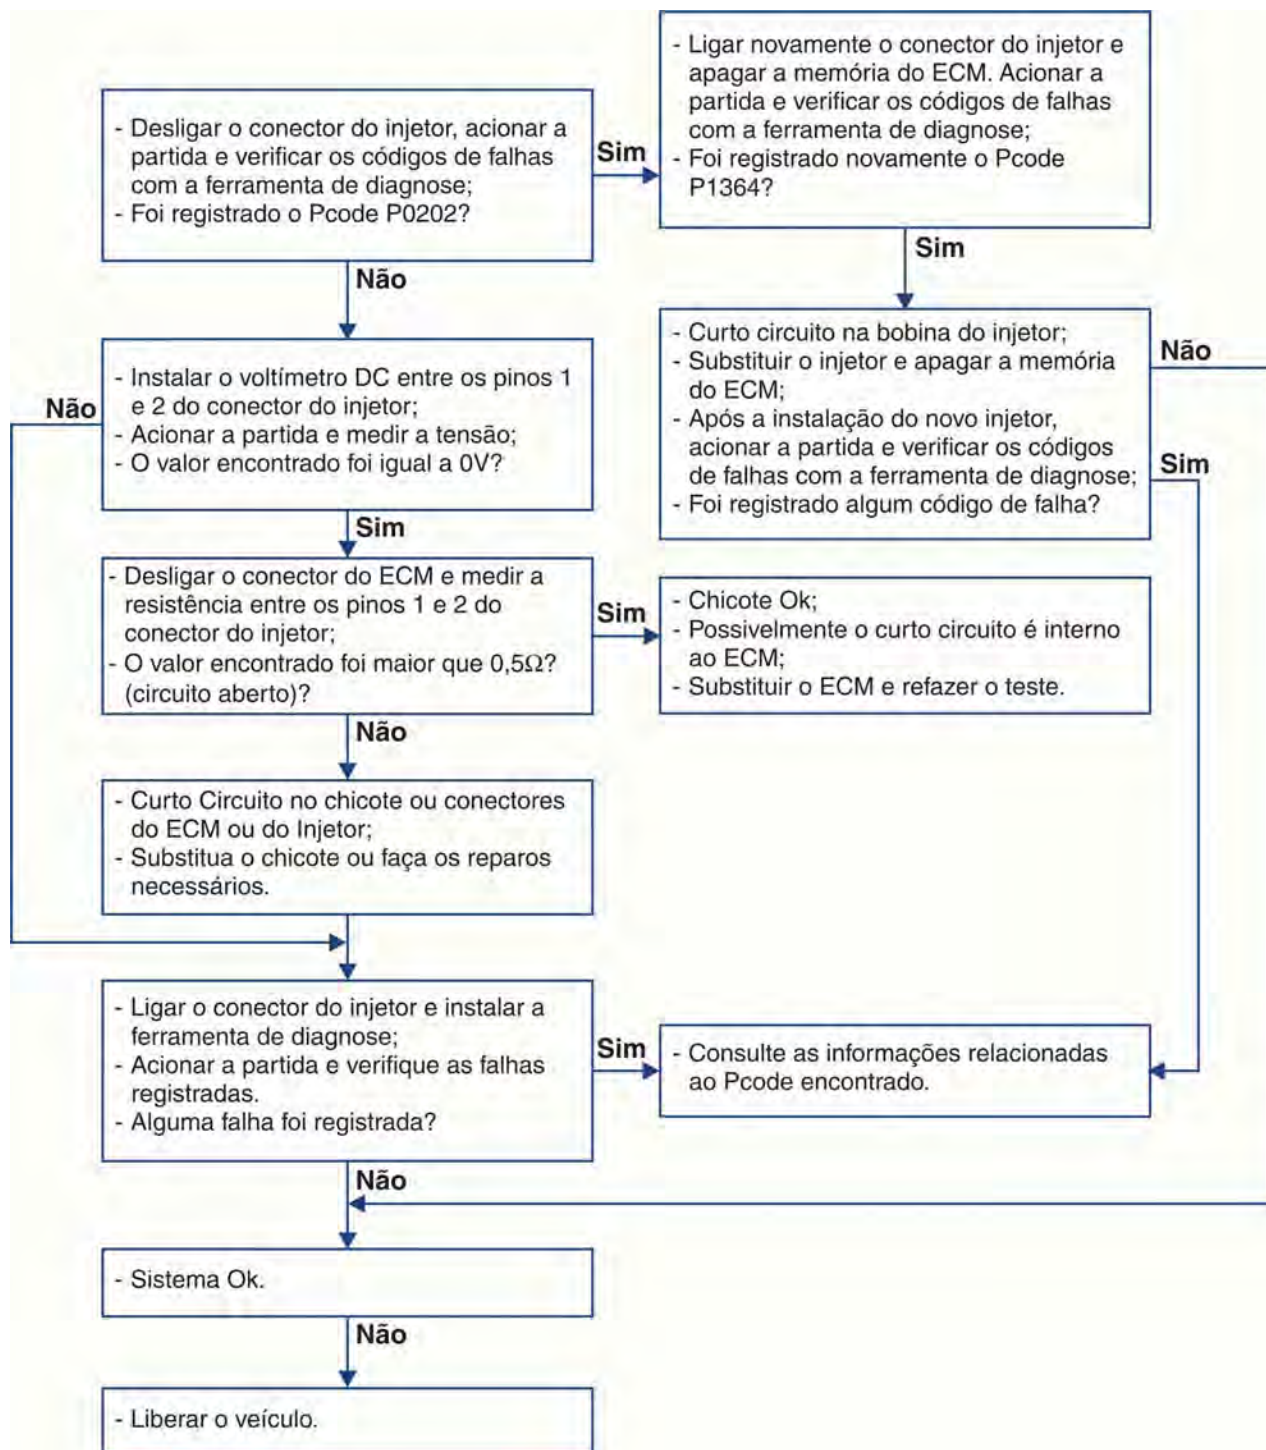 - Desligar o conector do injetor, acionar a
partida e verificar os códigos de falhas
com a ferramenta de diagnose;
- Foi registrado o Pcode P0202?
Sim
- Ligar novamente o conector do injetor e
apagar a memória do ECM. Acionar a
partida e verificar os códigos de falhas
com a ferramenta de diagnose;
- Foi registrado novamente o Pcode
P1364?
Sim
Não
- Curto circuito na bobina do injetor;
- Substituir o injetor e apagar a memória
do ECM;
- Após a instalação do novo injetor,
acionar a partida e verificar os códigos
de falhas com a ferramenta de diagnose;
- Foi registrado algum código de falha?
Não
Sim
- Instalar o voltímetro DC entre os pinos 1
e 2 do conector do injetor;
- Acionar a partida e medir a tensão;
- O valor encontrado foi igual a 0V?
Não
Sim
- Desligar o conector do ECM e medir a
resistência entre os pinos 1 e 2 do
conector do injetor;
- O valor encontrado foi maior que 0,5Ω?
(circuito aberto)?
Sim
- Chicote Ok;
- Possivelmente o curto circuito é interno
ao ECM;
- Substituir o ECM e refazer o teste.
Não
- Curto Circuito no chicote ou conectores
do ECM ou do Injetor;
- Substitua o chicote ou faça os reparos
necessários.
- Ligar o conector do injetor e instalar a
ferramenta de diagnose;
- Acionar a partida e verifique as falhas
registradas.
- Alguma falha foi registrada?
Sim
- Consulte as informações relacionadas
ao Pcode encontrado.
Não
- Sistema Ok.
Não
- Liberar o veículo.